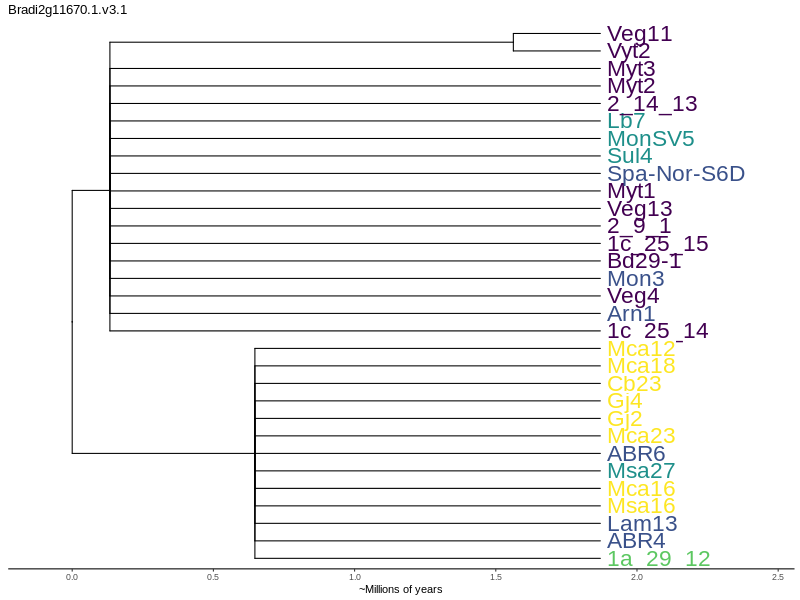 Bradi2g11670.1.v3.1
Veg11
Vyt2
Myt3
Myt2
2_14_13
Lb7
MonSV5
Sul4
Spa-Nor-S6D
Myt1
Veg13
2_9_1
1c_25_15
Bd29-1
Mon3
Veg4
Arn1
1c_25_14
Mca12
Mca18
Cb23
Gj4
Gj2
Mca23
ABR6
Msa27
Mca16
Msa16
Lam13
ABR4
1a_29_12
0.0 0.5 1.0 1.5 2.0 2.5
~Millions of years